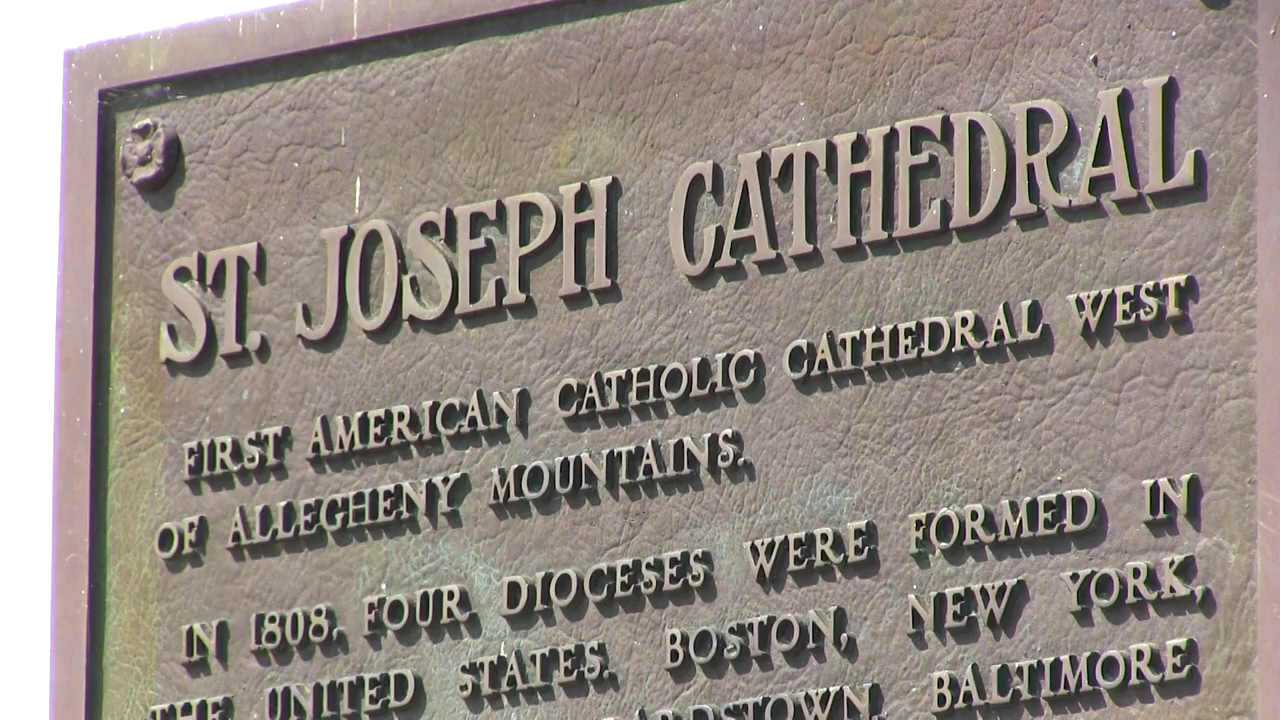 ST. JOSEPH CATHEDRAL
FIRST AMERICAN CATHOLIC CATHEDRAL WEST
OF ALLEGHENY MOUNTAINS.
IN 1808, FOUR DIOCESES WERE FORMED IN
THE UNITED STATES. BOSTON, NEW YORK,
BALTIMORE